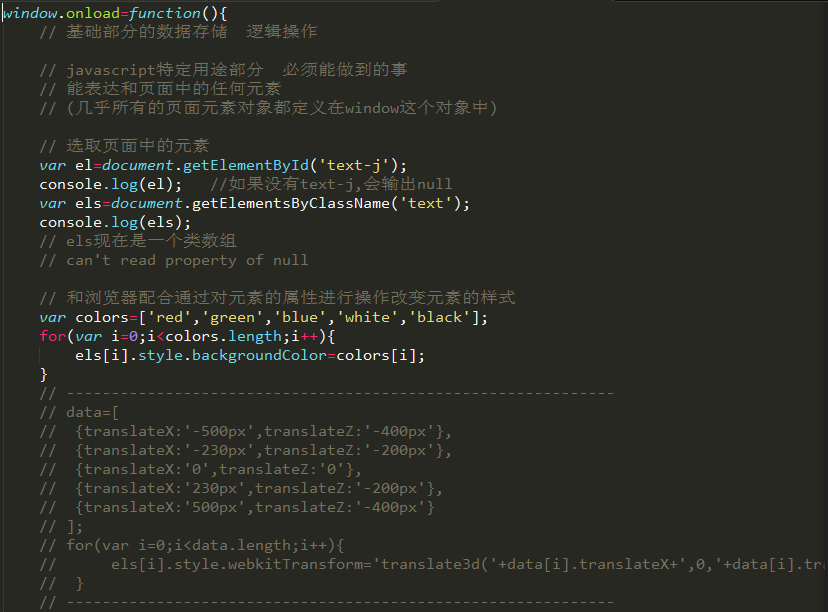 window.onload=function(){
// 基础部分的数据存储 逻辑操作
// javascript特定用途部分 必须能做到的事
// 能表达和页面中的任何元素
// (几乎所有的页面元素对象都定义在window这个对象中)
// 选取页面中的元素
var el=document.getElementById('text-j');
console.log(el); //如果没有text-j,会输出null
var els=document.getElementsByClassName('text');
console.log(els);
// els现在是一个类数组
// can't read property of null
// 和浏览器配合通过对元素的属性进行操作改变元素的样式
var colors=['red','green','blue','white','black'];
for(var i=0;i<colors.length;i++){
els[i].style.backgroundColor=colors[i];
}
// -------------------------------------------------------------
// data=[
// {translateX:'-500px',translateZ:'-400px'},
// {translateX:'-230px',translateZ:'-200px'},
// {translateX:'0',translateZ:'0'},
// {translateX:'230px',translateZ:'-200px'},
// {translateX:'500px',translateZ:'-400px'}
// ];
// for(var i=0;i<data.length;i++){
// els[i].style.webkitTransform='translate3d('+data[i].translateX+',0,'+data[i].tra
// }
// -------------------------------------------------------------